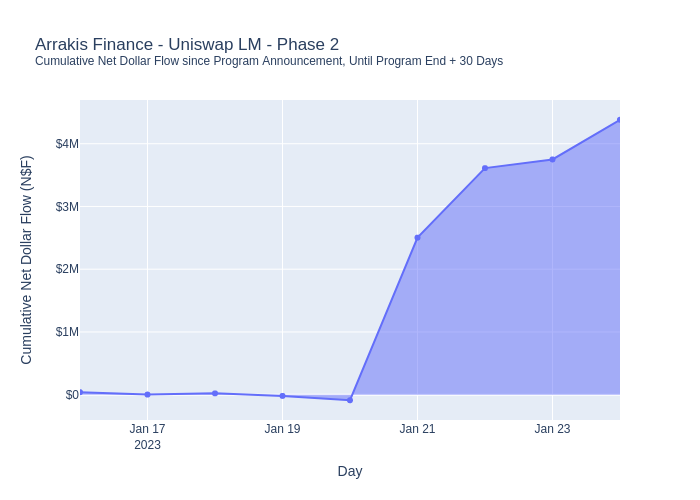 Arrakis Finance - Uniswap LM - Phase 2
Cumulative Net Dollar Flow since Program Announcement, Until Program End + 30 Days
Cumulative Net Dollar Flow (N$F)
$4M
$3M
$2M
$1M
$0
Jan 17
2023
Jan 19
Jan 21
Jan 23
Day